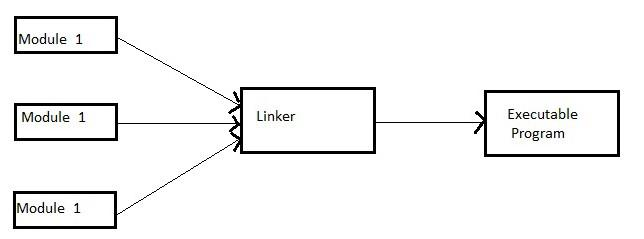 Module 1
Module 1
Module 1
Linker
Executable
Program